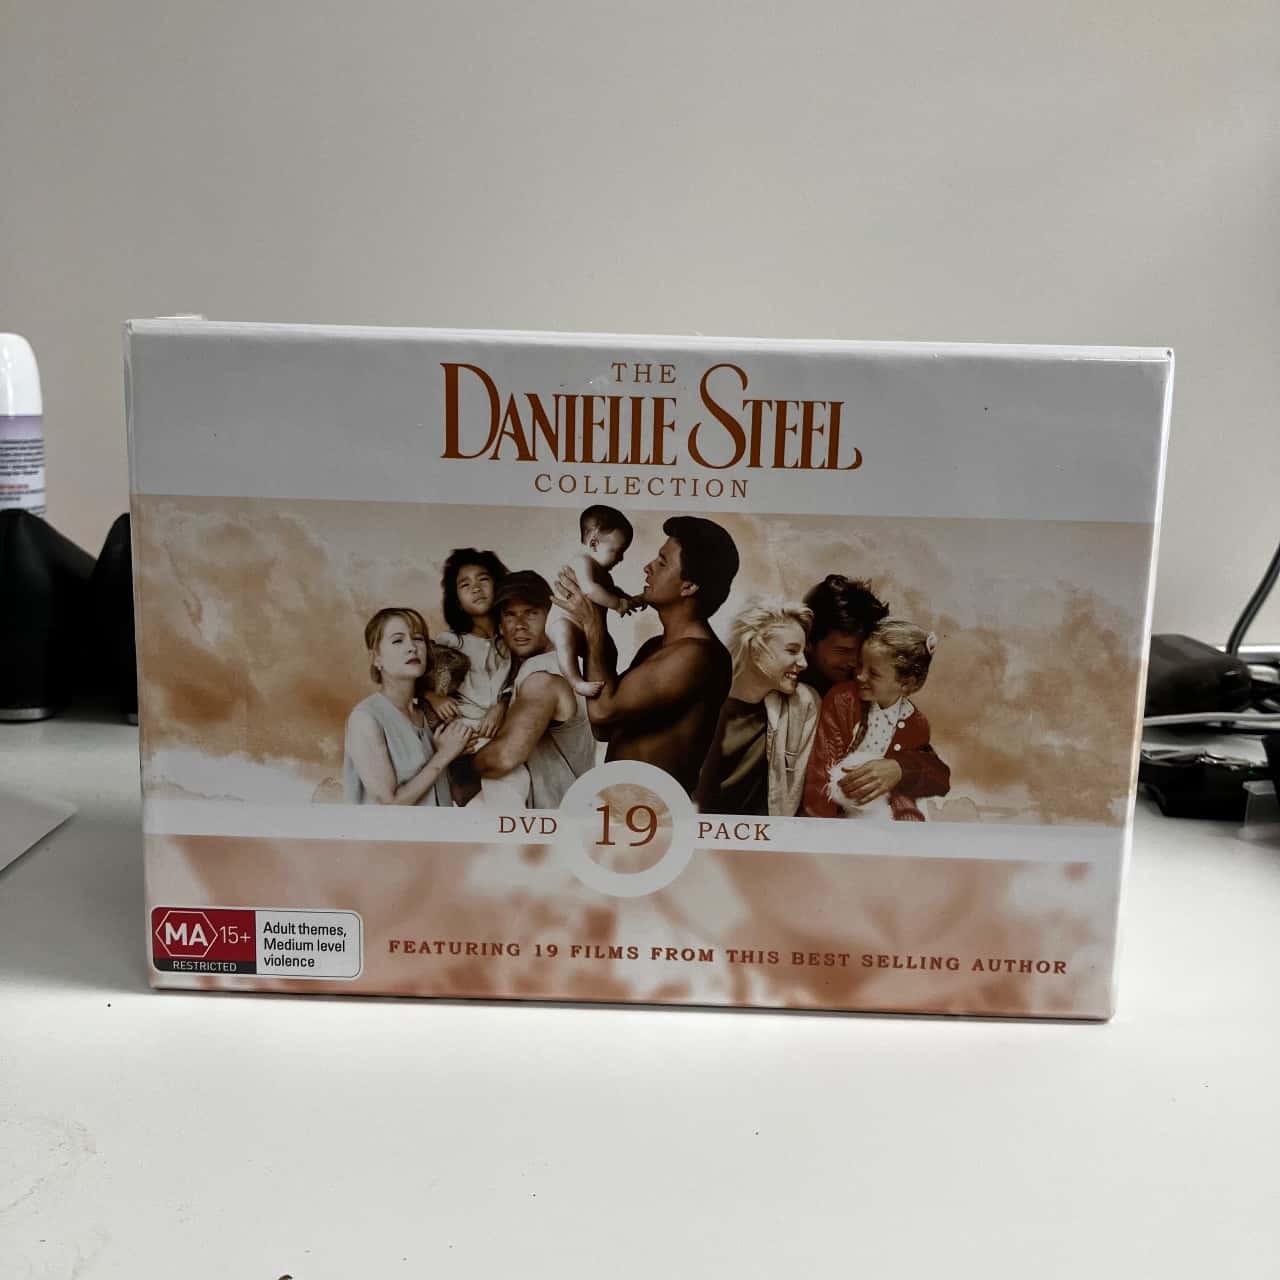 THE
DANIELLE STEEL
COLLECTION
DVD 19 PACK
MA 15+
RESTRICTED
Adult themes,
Medium level
violence
FEATURING 19 FILMS FROM THIS BEST SELLING AUTHOR